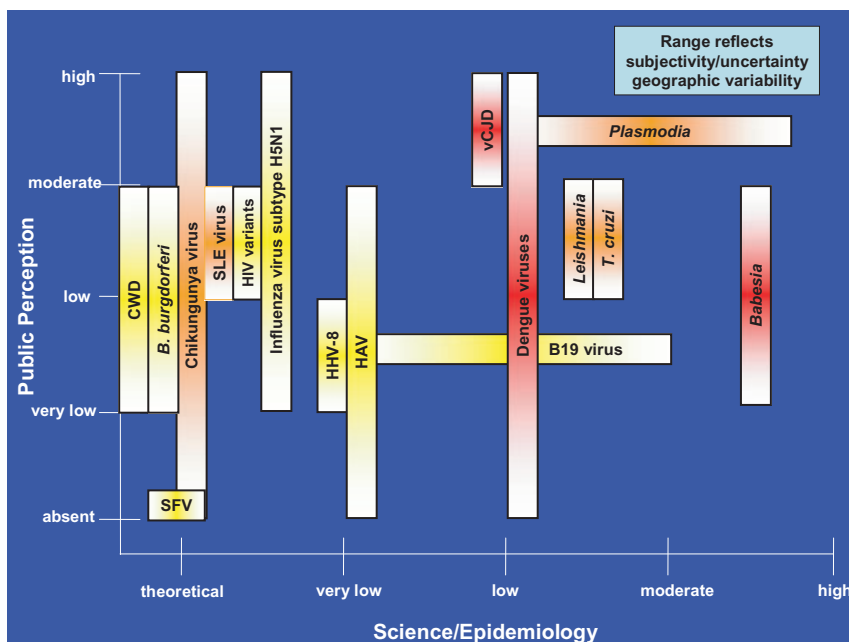 Range reflects
subjectivity/uncertainty
geographic variability
Public Perception
high
moderate
low
very low
absent
CWD
B. burgdorferi
Chikungunya virus
SLE virus
HIV variants
Influenza virus subtype H5N1
SFV
HHV-8
HAV
vCJD
Dengue viruses
Plasmodia
Leishmania
T. cruzi
B19 virus
Babesia
theoretical
very low
low
moderate
high
Science/Epidemiology